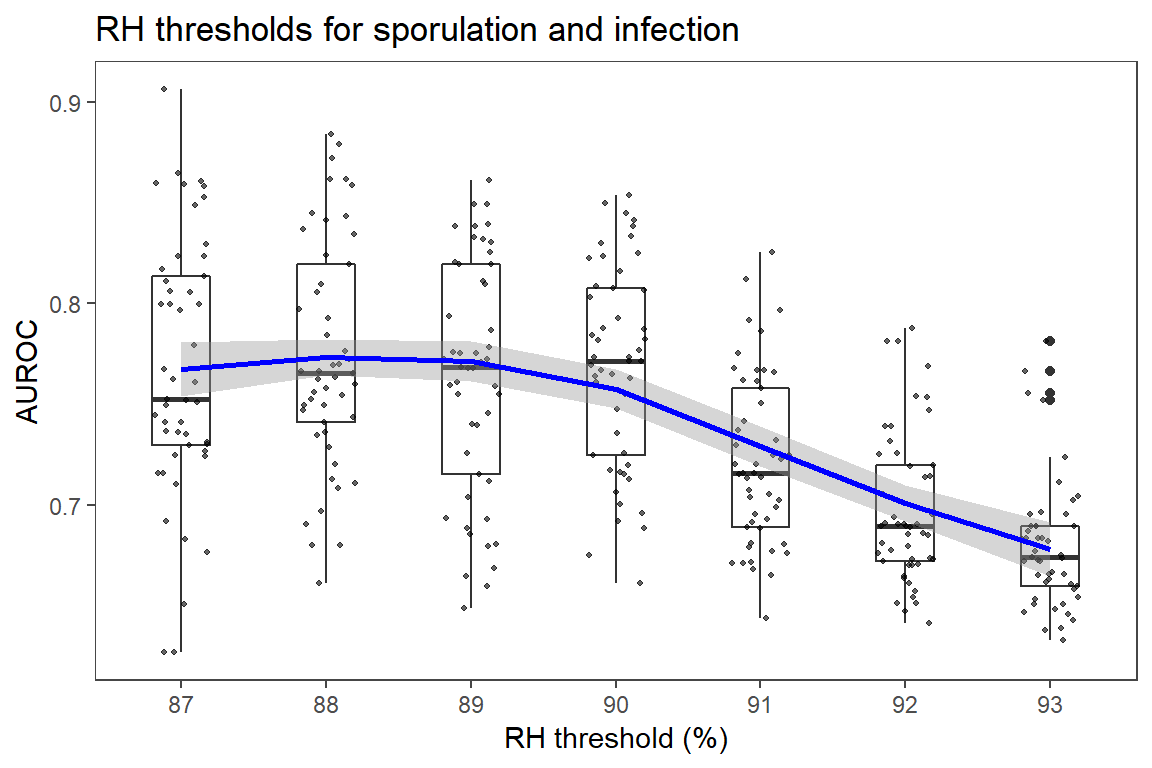 RH thresholds for sporulation and infection
0.9
0.8
0.7
AUROC
87 88 89 90 91 92 93
RH threshold (%)